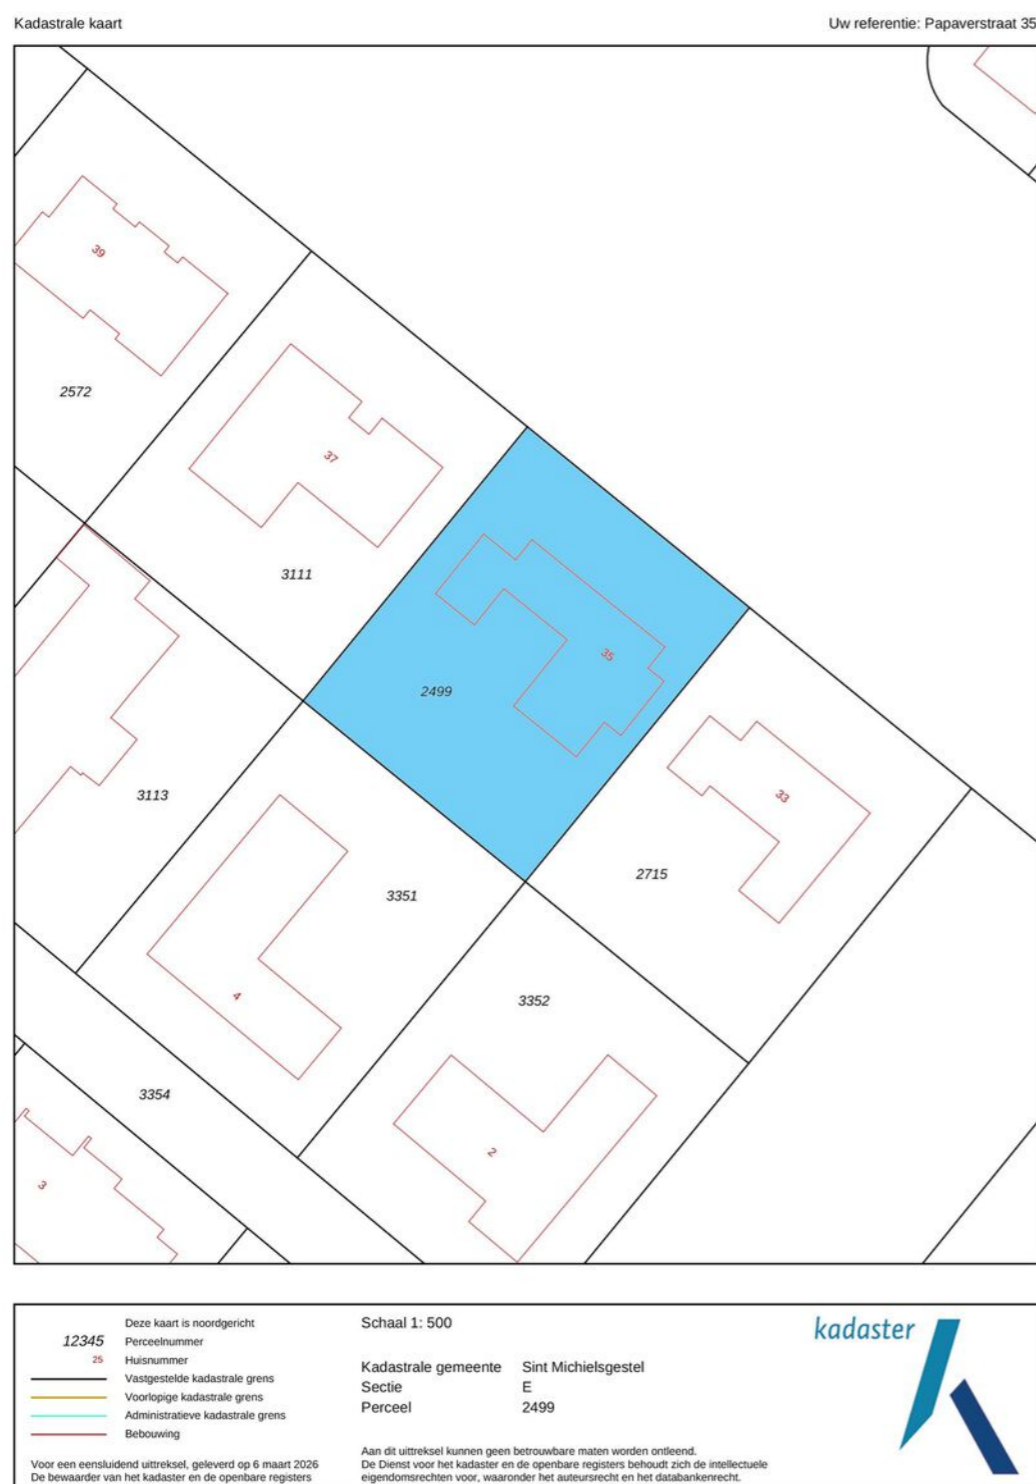 Kadastrale kaart
Uw referentie: Papaverstraat 35
39
2572
37
3111
35
2499
3113
33
2715
3351
4
3352
3354
2
3
Deze kaart is noordgericht
12345 Perceelnummer
25 Huisnummer
Vastgestelde kadastrale grens
Voorlopige kadastrale grens
Administratieve kadastrale grens
Bebouwing
Voor een eensluidend uittreksel, geleverd op 6 maart 2026
De bewaarder van het kadaster en de openbare registers
Schaal 1: 500
Kadastrale gemeente Sint Michielsgestel
Sectie E
Perceel 2499
Aan dit uittreksel kunnen geen betrouwbare maten worden ontleend.
De Dienst voor het kadaster en de openbare registers behoudt zich de intellectuele
eigendomsrechten voor, waaronder het auteursrecht en het databankenrecht.
kadaster